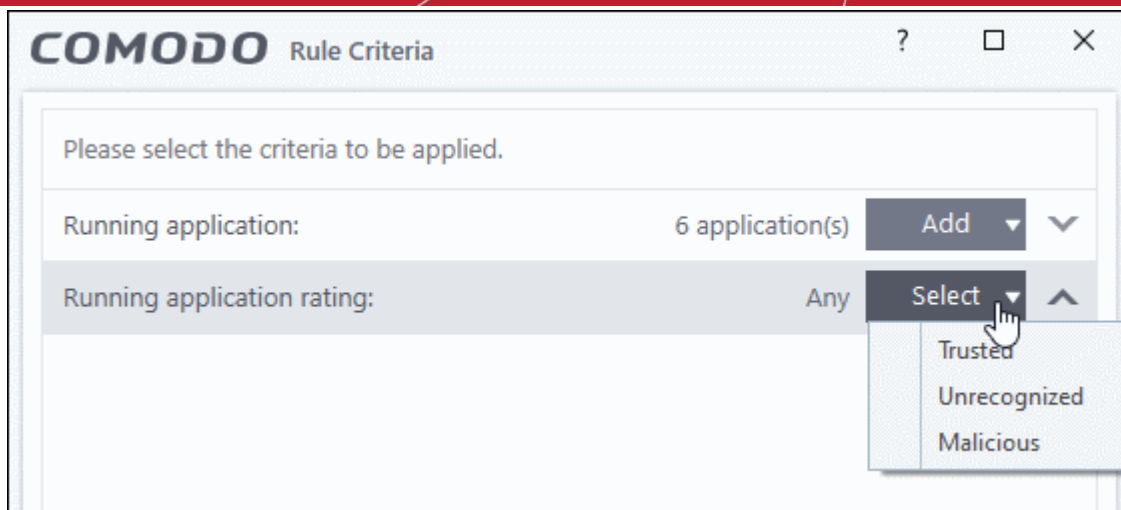 COMODO Rule Criteria ?
Please select the criteria to be applied.
Running application: 6 application(s) Add
Running application rating: Any Select
Trusted
Unrecognized
Malicious